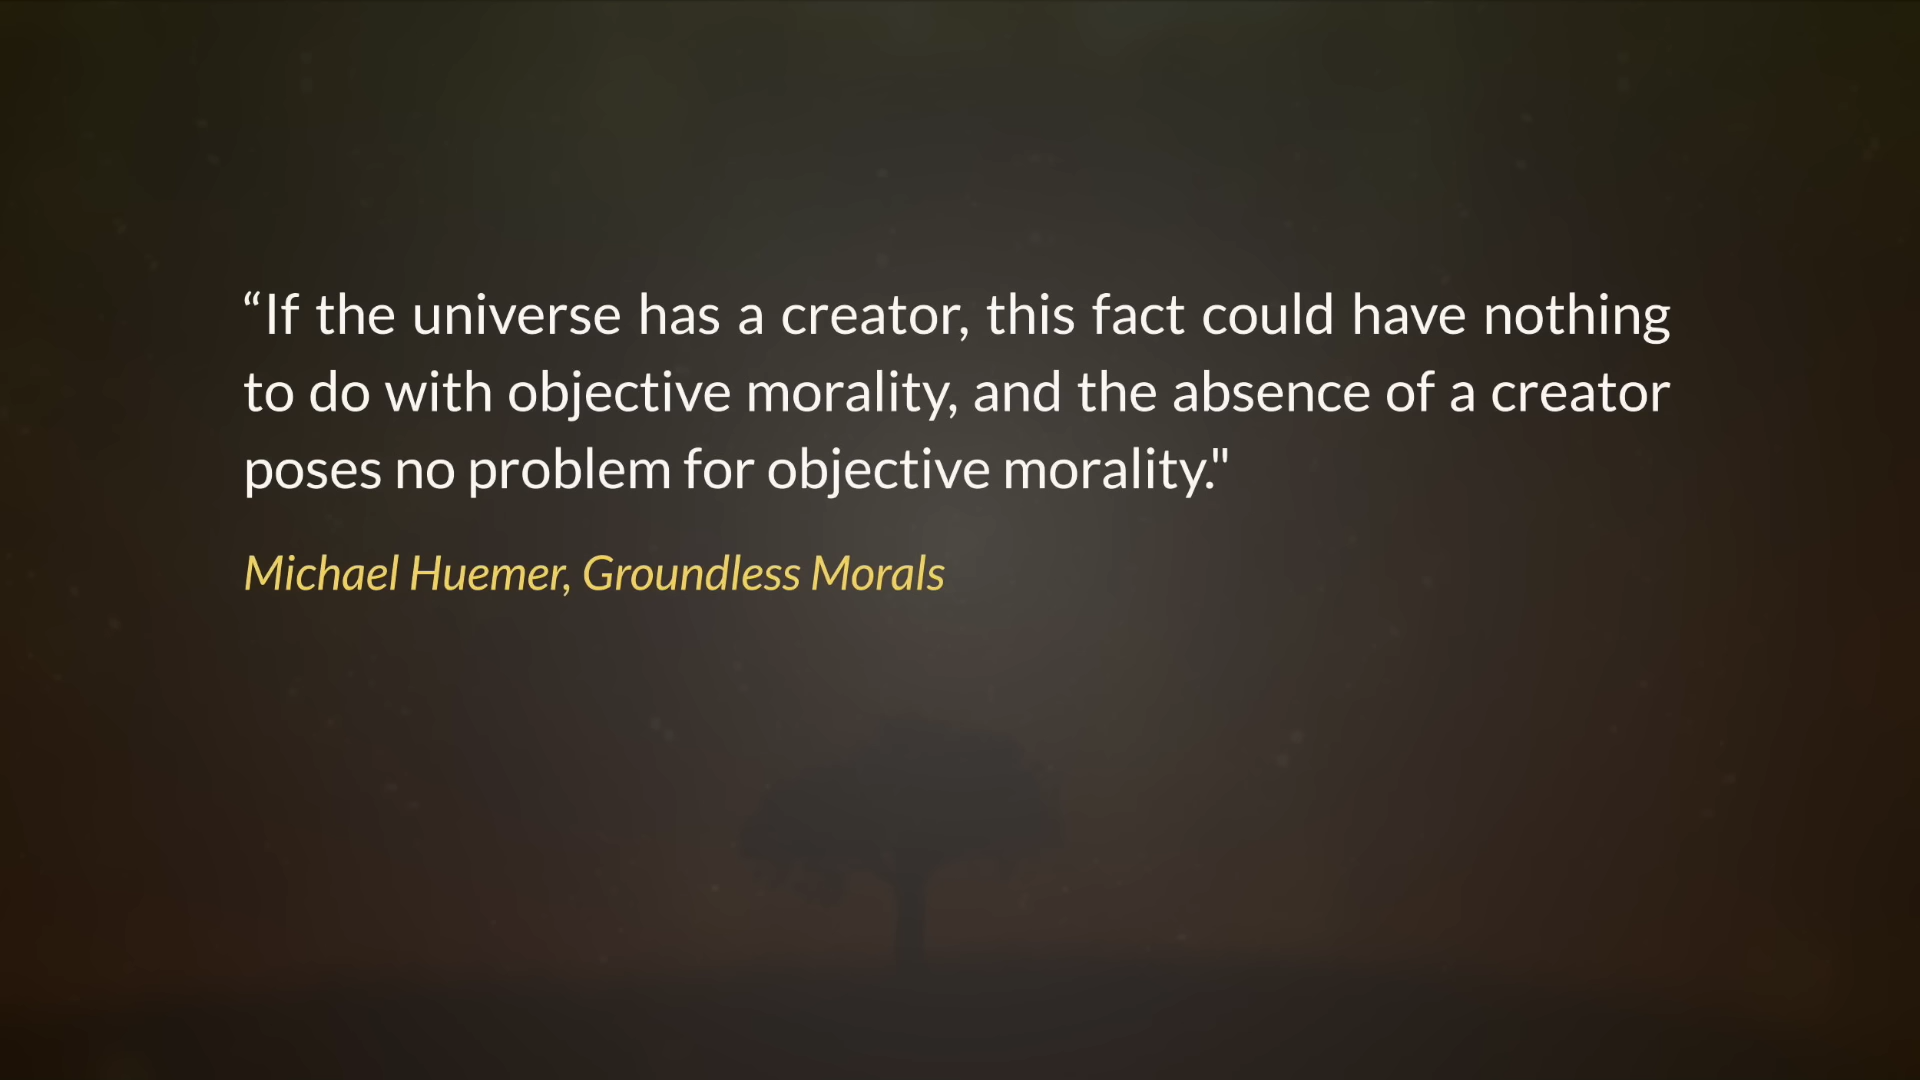 “If the universe has a creator, this fact could have nothing
to do with objective morality, and the absence of a creator
poses no problem for objective morality."
Michael Huemer, Groundless Morals